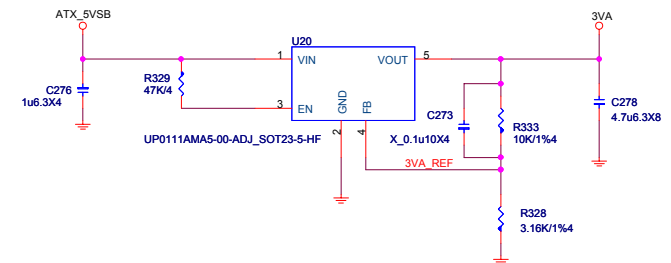 ATX_5VSB
3VA
U20
1
VIN
VOUT
5
R329
47K/4
C276
1u6.3X4
3
EN
GND
FB
2
4
UP0111AMA5-00-ADJ_SOT23-5-HF
C273
X_0.1u10X4
R333
10K/1%4
C278
4.7u6.3X8
3VA_REF
R328
3.16K/1%4